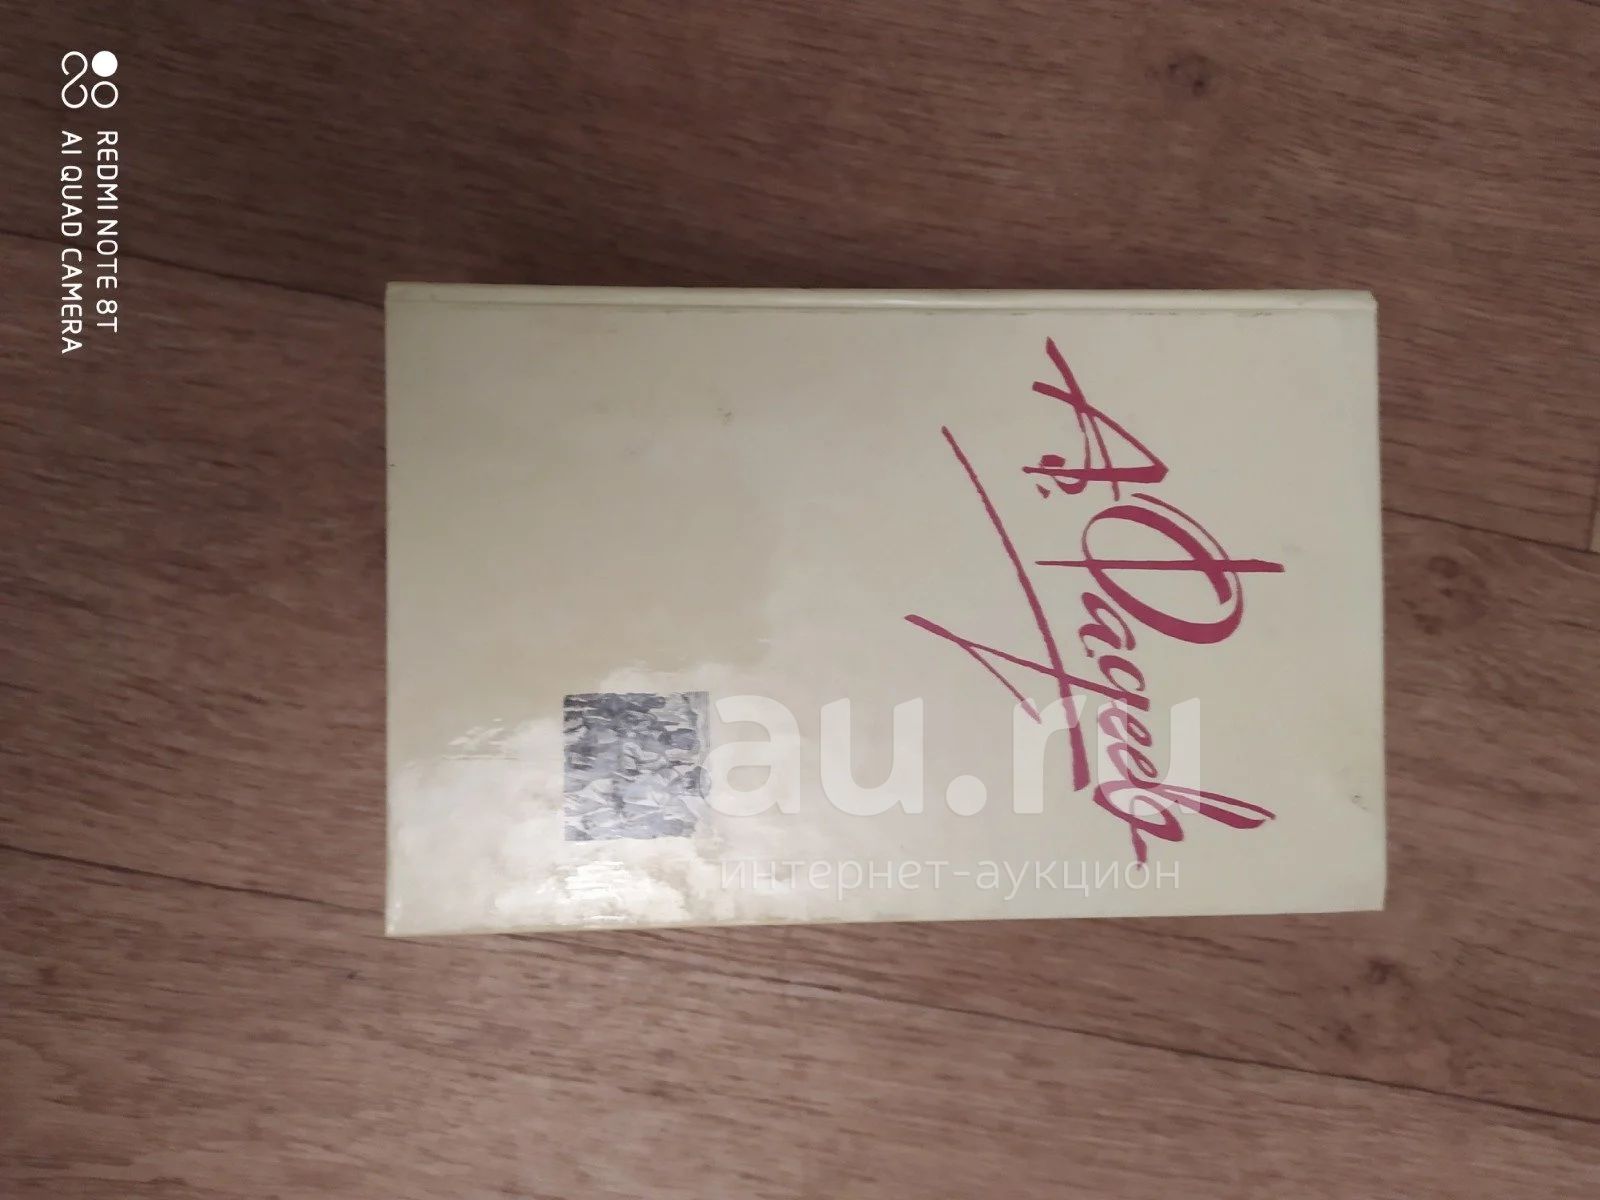 А. Фадеев
REDMI NOTE 8T
AI QUAD CAMERA
au.ru
интернет-аукцион